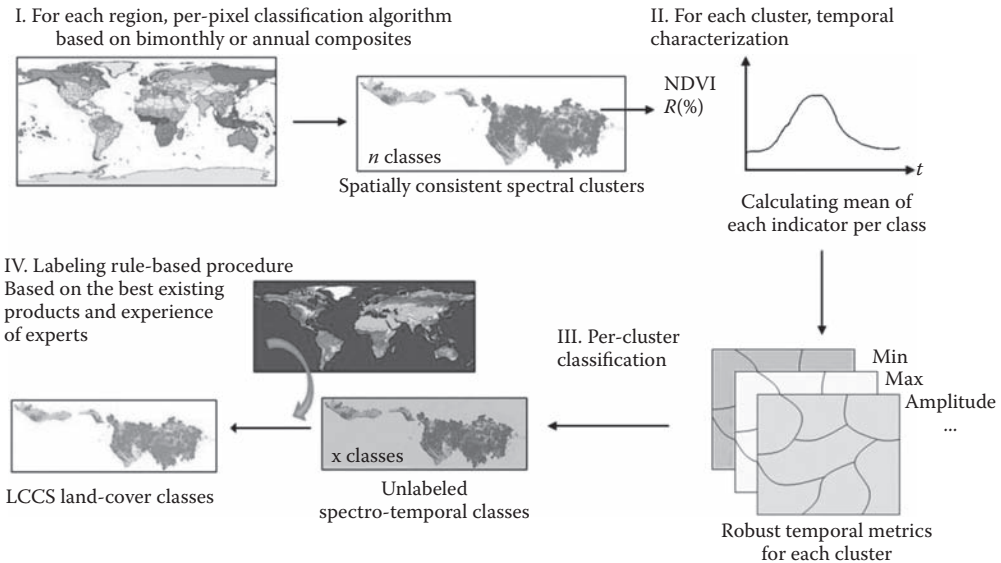 I. For each region, per-pixel classification algorithm
based on bimonthly or annual composites
n classes
Spatially consistent spectral clusters
II. For each cluster, temporal
characterization
NDVI
R(%)
t
Calculating mean of
each indicator per class
Min
Max
Amplitude
...
Robust temporal metrics
for each cluster
III. Per-cluster
classification
x classes
Unlabeled
spectro-temporal classes
IV. Labeling rule-based procedure
Based on the best existing
products and experience
of experts
LCCS land-cover classes